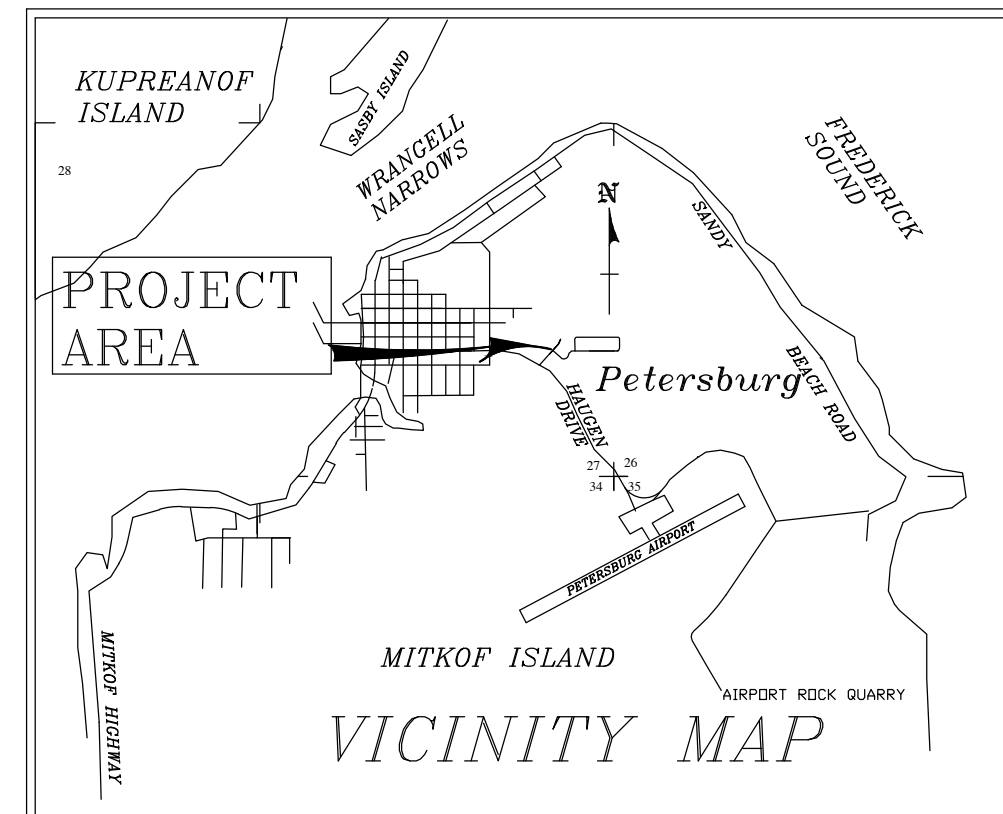 KUPREANOF
ISLAND
SASBY ISLAND
WRANGELL
NARROWS
FREDERICK
SOUND
28
N
SANDY
PROJECT
AREA
BEACH ROAD
Petersburg
HAUGEN
DRIVE
27 26
34 35
PETERSBURG AIRPORT
MITKOF HIGHWAY
MITKOF ISLAND
AIRPORT ROCK QUARRY
VICINITY MAP